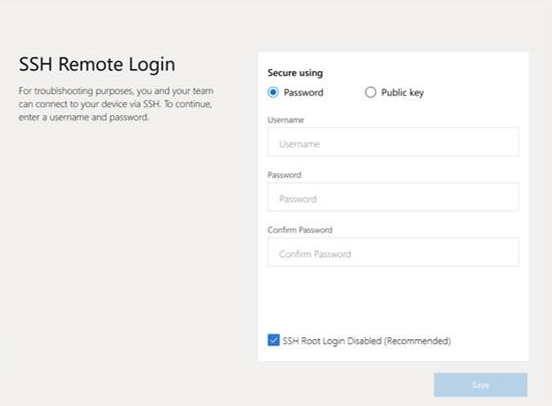 SSH Remote Login
For troublshooting purposes, you and your team
can connect to your device via SSH. To continue,
enter a username and password.
Secure using
Password
Public key
Username
Username
Password
Password
Confirm Password
Confirm Password
SSH Root Login Disabled (Recommended)
Save